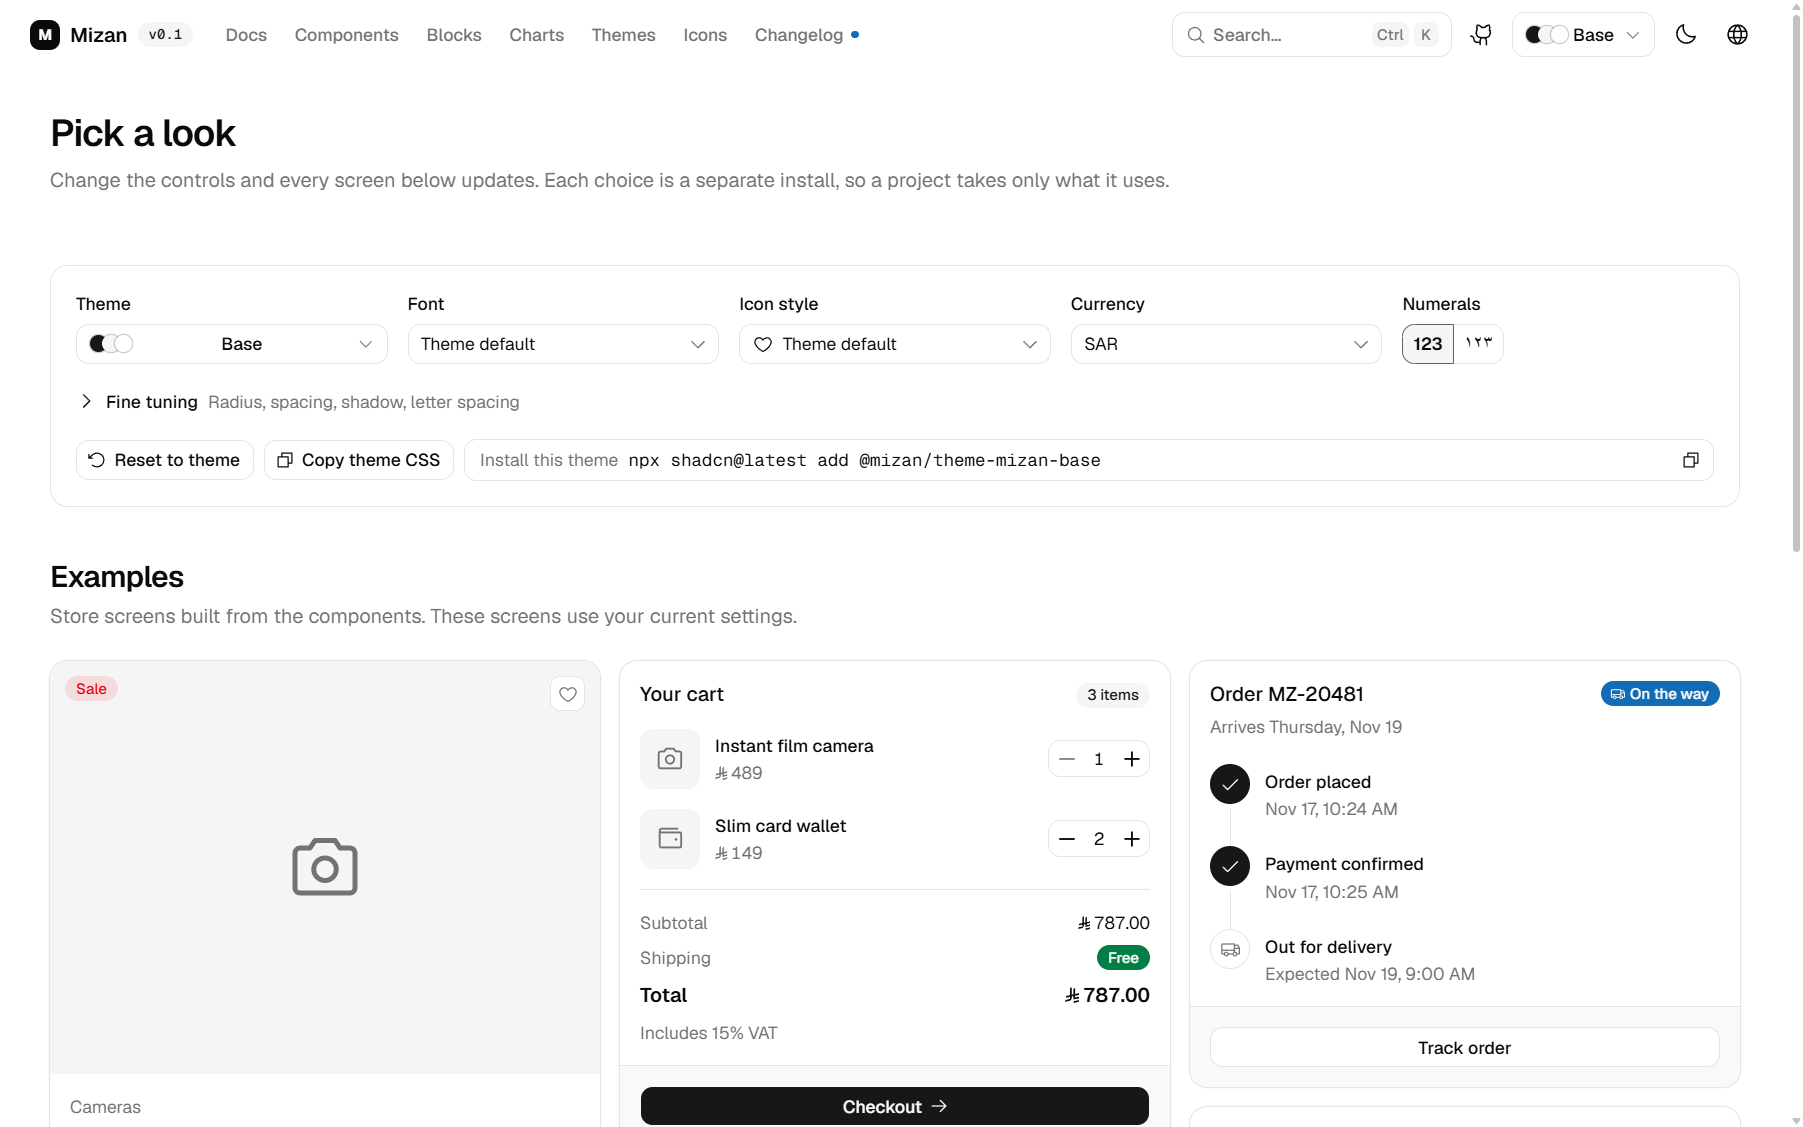 M Mizan v0.1 Docs Components Blocks Charts Themes Icons Changelog Search... Ctrl K Base
Pick a look
Change the controls and every screen below updates. Each choice is a separate install, so a project takes only what it uses.
Theme Font Icon style Currency Numerals
Base Theme default Theme default SAR 123 ١٢٣
Fine tuning Radius, spacing, shadow, letter spacing
Reset to theme Copy theme CSS Install this theme npx shadcn@latest add @mizan/theme-mizan-base
Examples
Store screens built from the components. These screens use your current settings.
Sale
Cameras
Your cart 3 items
Instant film camera
⃁ 489
1
Slim card wallet
⃁ 149
2
Subtotal ⃁ 787.00
Shipping Free
Total ⃁ 787.00
Includes 15% VAT
Checkout
Order MZ-20481 On the way
Arrives Thursday, Nov 19
Order placed
Nov 17, 10:24 AM
Payment confirmed
Nov 17, 10:25 AM
Out for delivery
Expected Nov 19, 9:00 AM
Track order